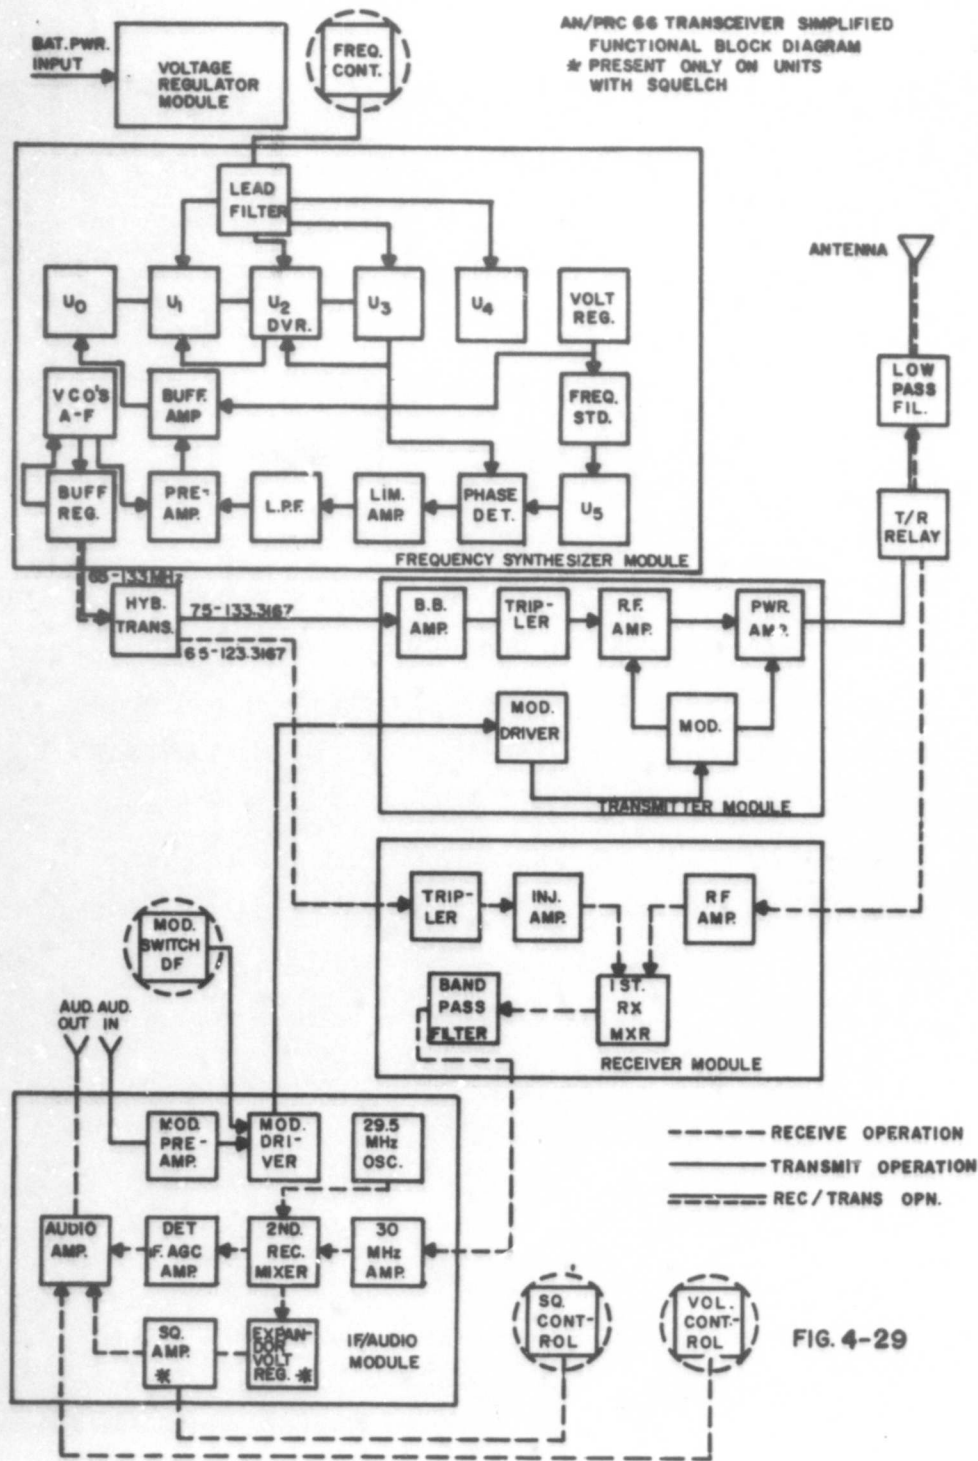 AN/PRC 66 TRANSCEIVER SIMPLIFIED
FUNCTIONAL BLOCK DIAGRAM
* PRESENT ONLY ON UNITS
WITH SQUELCH
BAT. PWR.
INPUT
VOLTAGE
REGULATOR
MODULE
FREQ.
CONT.
LEAD
FILTER
U0
U1
U2
DVR.
U3
U4
VOLT
REG.
VCO'S
A-F
BUFF.
AMP
FREQ.
STD.
BUFF
REG.
PRE-
AMP.
L.P.F.
LIM.
AMP.
PHASE
DET.
U5
FREQUENCY SYNTHESIZER MODULE
ANTENNA
LOW
PASS
FIL.
T/R
RELAY
65-133 MHz
HYB.
TRANS.
75-133.3167
65-123.3167
B.B.
AMP.
TRIP-
LER
R.F.
AMP.
PWR.
AMP.
MOD.
DRIVER
MOD.
TRANSMITTER MODULE
TRIP-
LER
INJ.
AMP.
RF
AMP.
BAND
PASS
FILTER
1 ST.
RX
MXR
RECEIVER MODULE
MOD.
SWITCH
DF
AUD.
OUT
AUD.
IN
MOD.
PRE-
AMP.
MOD.
DRI-
VER
29.5
MHz
OSC.
AUDIO
AMP.
DET
IF. AGC
AMP.
2ND.
REC.
MIXER
30
MHz
AMP.
SQ.
AMP.
*
EXPAN-
DOR
VOLT
REG. *
IF/AUDIO
MODULE
RECEIVE OPERATION
TRANSMIT OPERATION
REC / TRANS OPN.
SQ.
CONT-
ROL
VOL.
CONT.-
ROL
FIG. 4-29